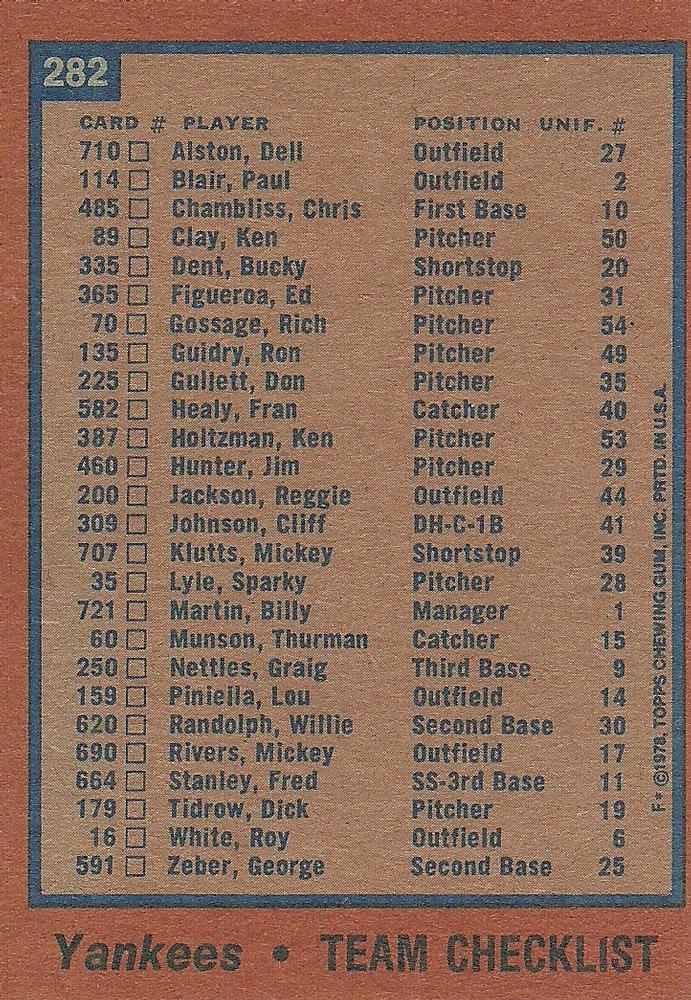 282
CARD # PLAYER POSITION UNIF. #
710 □ Alston, Dell Outfield 27
114 □ Blair, Paul Outfield 2
485 □ Chambliss, Chris First Base 10
89 □ Clay, Ken Pitcher 50
335 □ Dent, Bucky Shortstop 20
365 □ Figueroa, Ed Pitcher 31
70 □ Gossage, Rich Pitcher 54
135 □ Guidry, Ron Pitcher 49
225 □ Gullett, Don Pitcher 35
582 □ Healy, Fran Catcher 40
387 □ Holtzman, Ken Pitcher 53
460 □ Hunter, Jim Pitcher 29
200 □ Jackson, Reggie Outfield 44
309 □ Johnson, Cliff DH-C-1B 41
707 □ Klutts, Mickey Shortstop 39
35 □ Lyle, Sparky Pitcher 28
721 □ Martin, Billy Manager 1
60 □ Munson, Thurman Catcher 15
250 □ Nettles, Graig Third Base 9
159 □ Piniella, Lou Outfield 14
620 □ Randolph, Willie Second Base 30
690 □ Rivers, Mickey Outfield 17
664 □ Stanley, Fred SS-3rd Base 11
179 □ Tidrow, Dick Pitcher 19
16 □ White, Roy Outfield 6
591 □ Zeber, George Second Base 25
F* ©1978, TOPPS CHEWING GUM, INC. PRTD. IN U.S.A.
Yankees • TEAM CHECKLIST